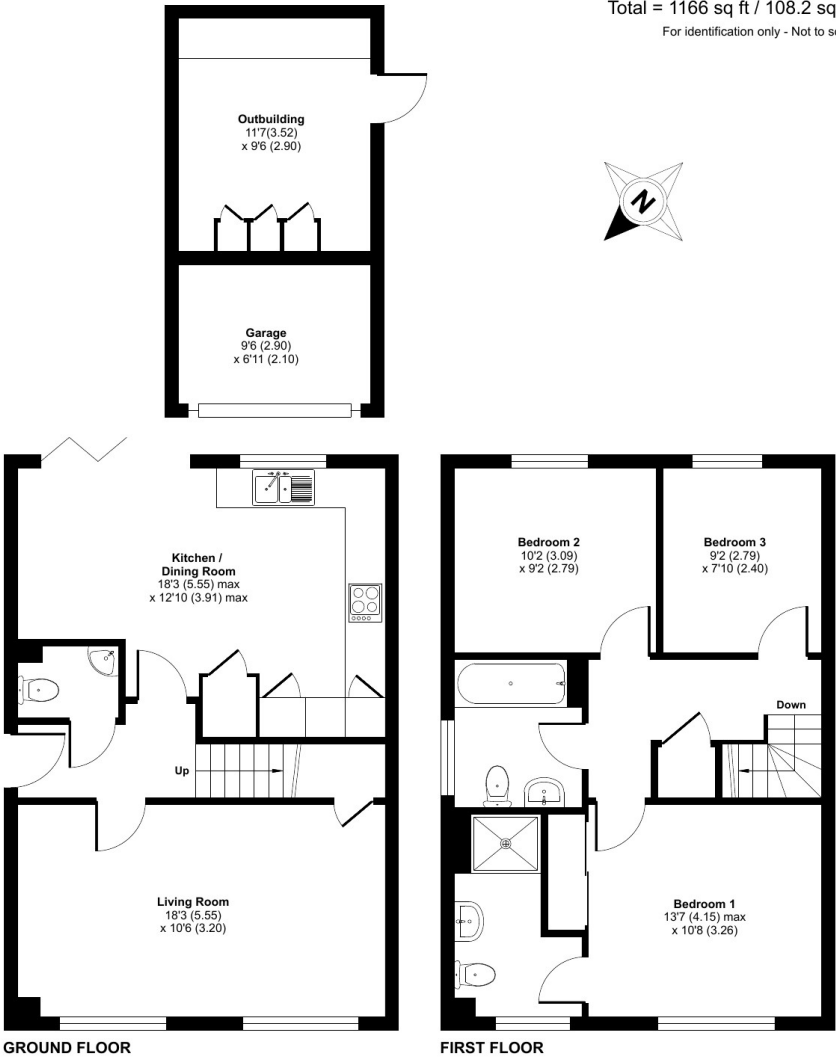 Total = 1166 sq ft / 108.2 sq
For identification only - Not to
Outbuilding
11'7(3.52)
x 9'6 (2.90)
N
Garage
9'6 (2.90)
x 6'11 (2.10)
Kitchen /
Dining Room
18'3 (5.55) max
x 12'10 (3.91) max
Bedroom 2
10'2 (3.09)
x 9'2 (2.79)
Bedroom 3
9'2 (2.79)
x 7'10 (2.40)
Down
Up
Living Room
18'3 (5.55)
x 10'6 (3.20)
Bedroom 1
13'7 (4.15) max
x 10'8 (3.26)
GROUND FLOOR
FIRST FLOOR